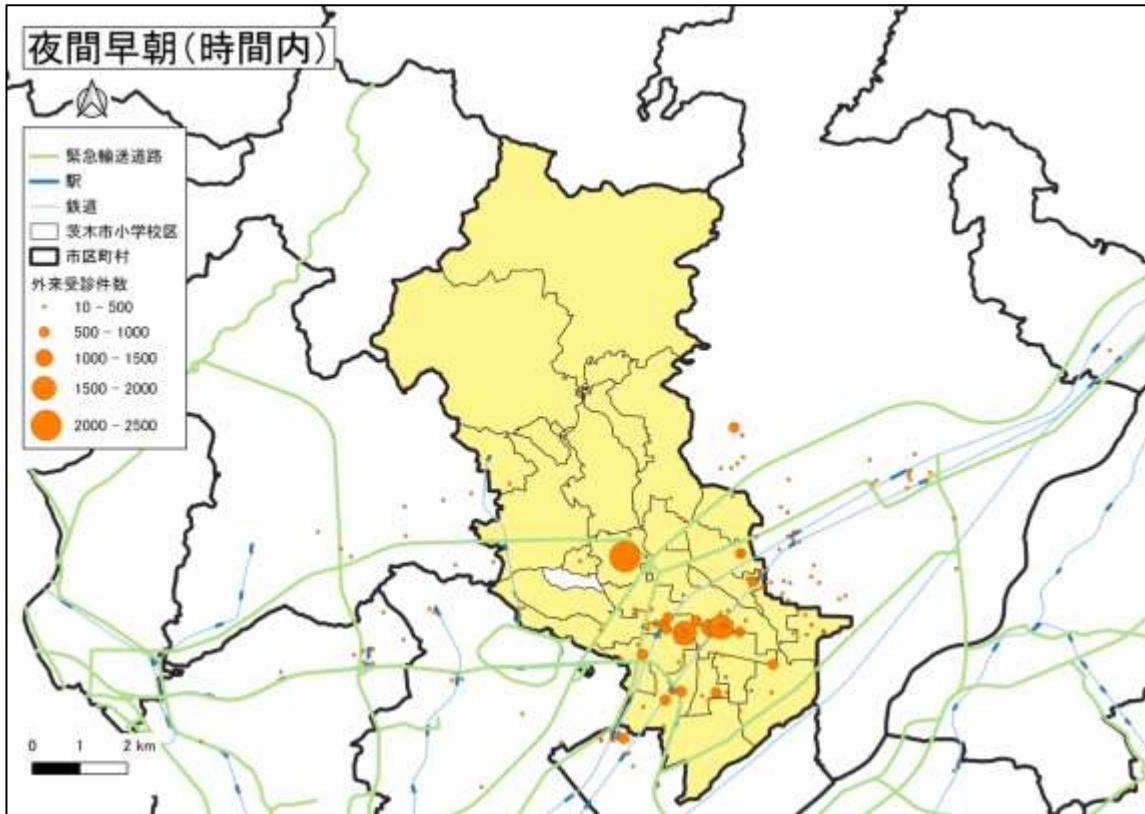 夜間早朝(時間内)
緊急輸送道路
駅
鉄道
茨木市小学校区
市区町村
外来受診件数
10 - 500
500 - 1000
1000 - 1500
1500 - 2000
2000 - 2500
0 1 2 km